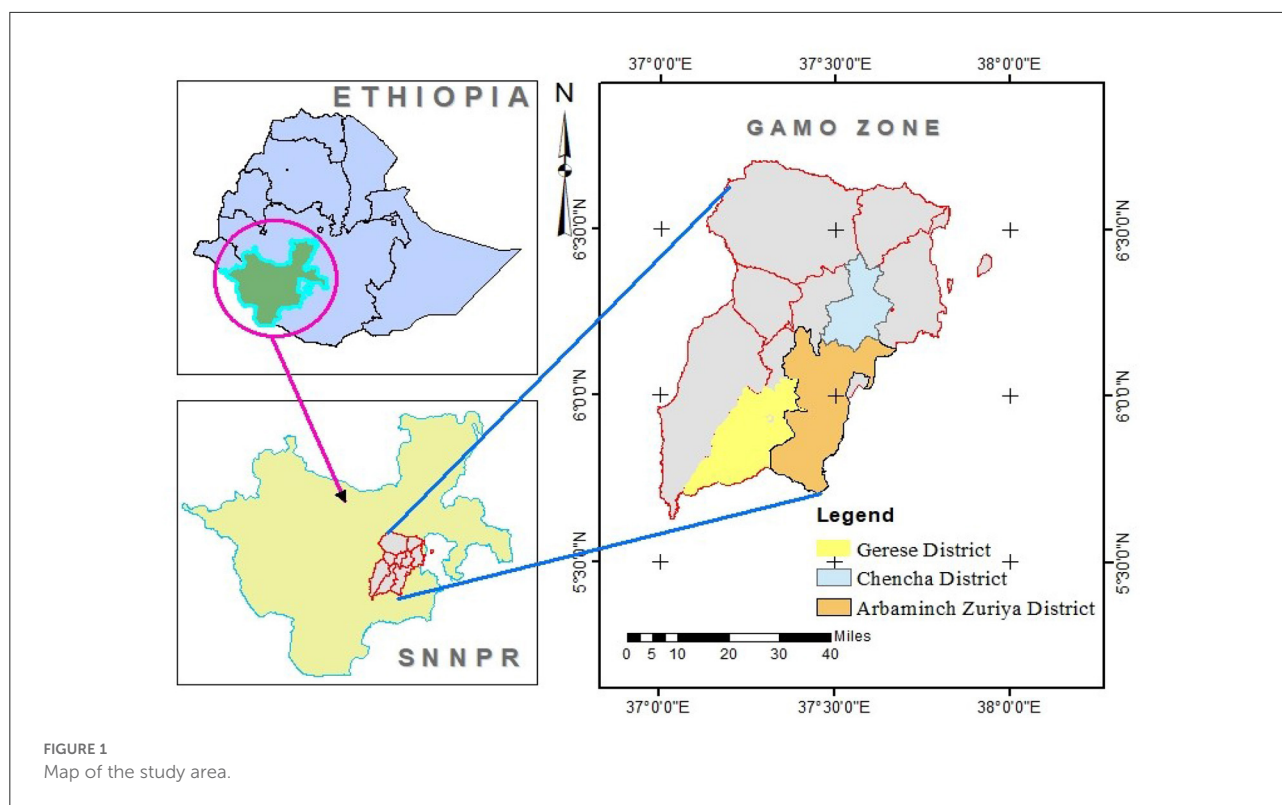 ETHIOPIA
N
SNNPR
37°0'0"E
37°30'0"E
38°0'0"E
GAMO ZONE
6°30'0"N
6°30'0"N
6°0'0"N
6°0'0"N
5°30'0"N
5°30'0"N
Legend
Gerese District
Chencha District
Arbaminch Zuriya District
Miles
0 5 10 20 30 40
37°0'0"E
37°30'0"E
38°0'0"E
FIGURE 1
Map of the study area.